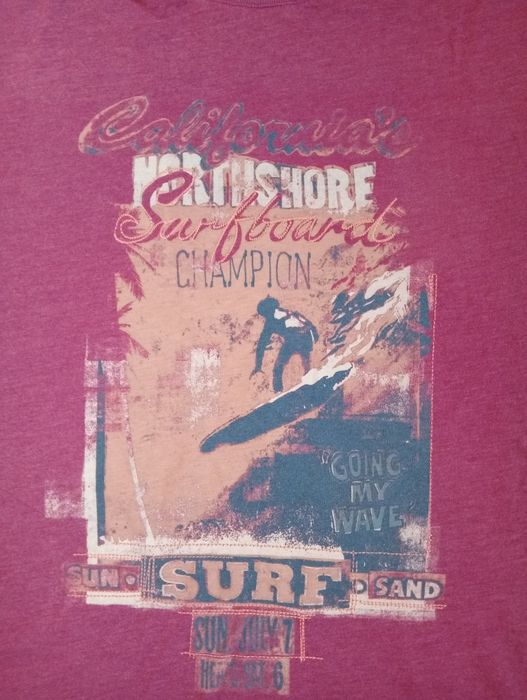 California's
NORTHSHORE
Surfboard
CHAMPION
"GOING
MY
WAVE"
SUN • SURF • SAND
SUN JULY 7